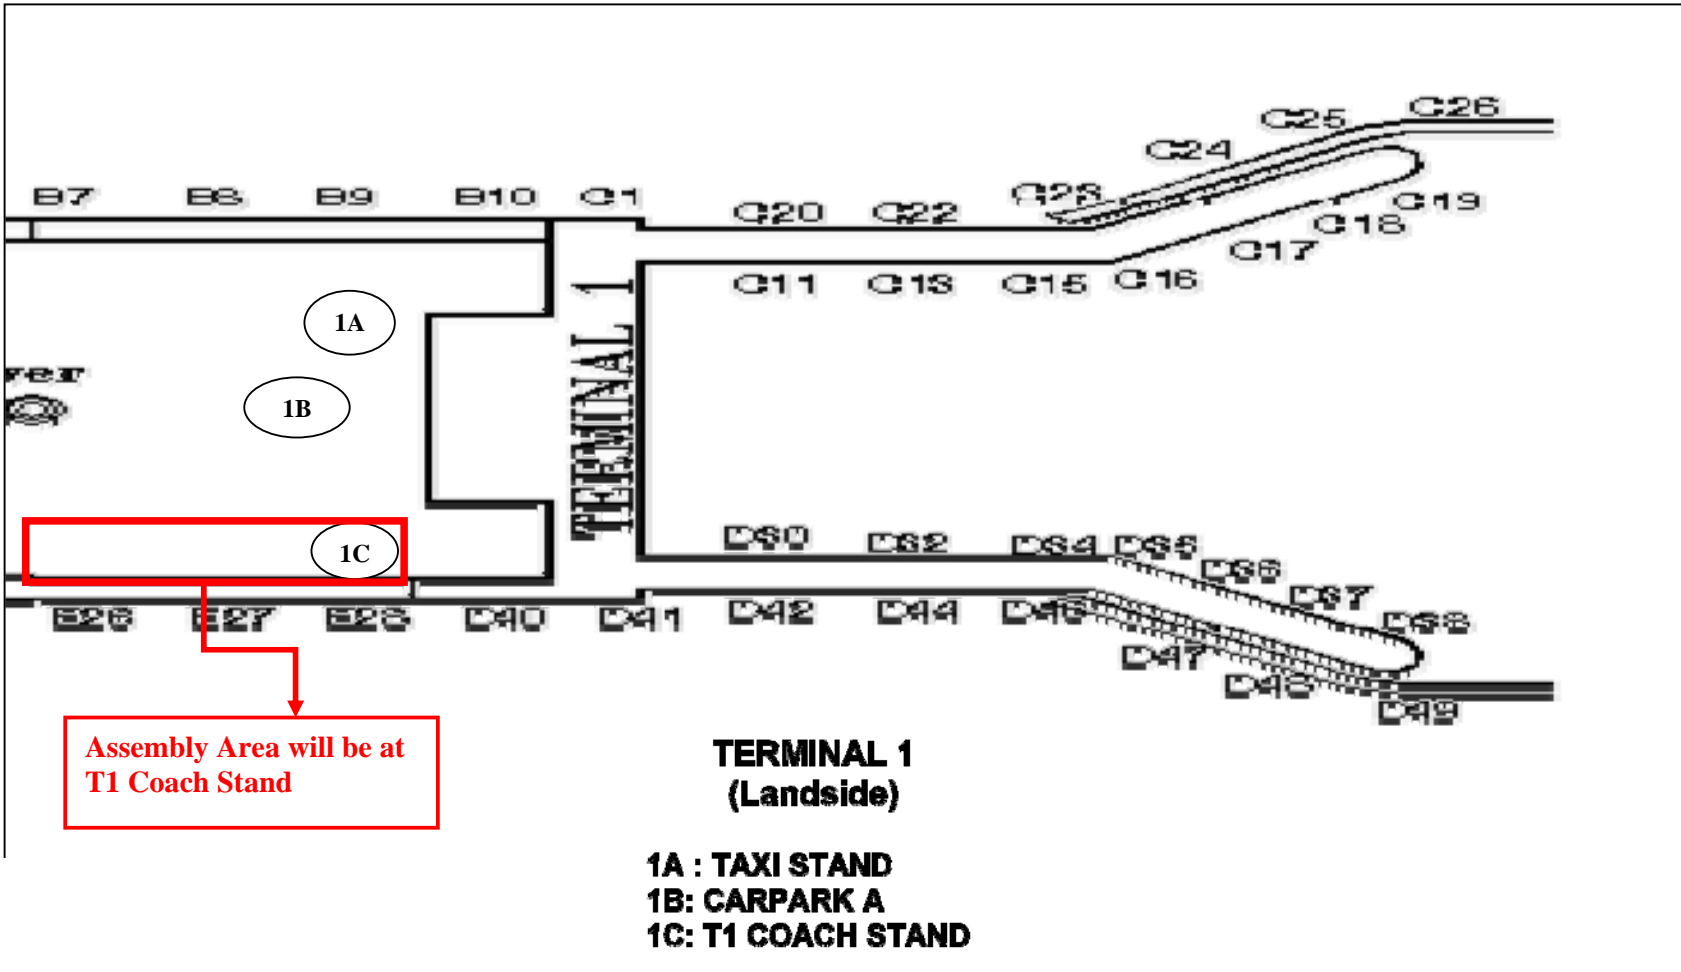 C26
C25
C24
C23
B7 B8 B9 B10 C1
C20 C22
C19
C18
C17
C16
C11 C13 C15
1A
1B
TERMINAL 1
1C
D30 D32 D34 D35
D36
D37
D38
E26 E27 E28 D40 D41 D42 D44 D46
D47
D48
D49
Assembly Area will be at
T1 Coach Stand
TERMINAL 1
(Landside)
1A : TAXI STAND
1B: CARPARK A
1C: T1 COACH STAND